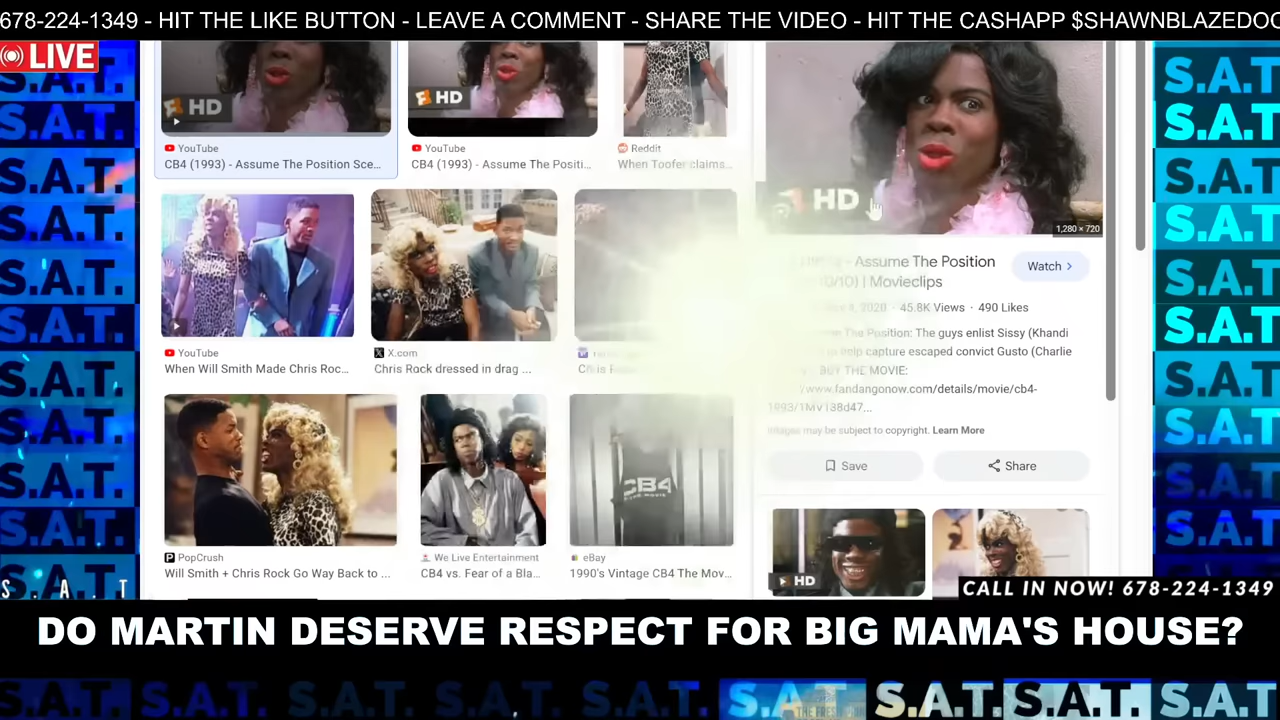 678-224-1349 - HIT THE LIKE BUTTON - LEAVE A COMMENT - SHARE THE VIDEO - HIT THE CASHAPP $SHAWNBLAZEDOC
LIVE
HD
HD
YouTube
CB4 (1993) - Assume The Position Sce...
YouTube
CB4 (1993) - Assume The Positi...
Reddit
When Toofer claims...
HD
1,280 × 720
- Assume The Position
| Movieclips
Watch
2020 · 45.8K Views · 490 Likes
The Position: The guys enlist Sissy (Khandi
to help capture escaped convict Gusto (Charlie
BUY THE MOVIE:
www.fandangonow.com/details/movie/cb4-
1993/1MV138d47...
Images may be subject to copyright. Learn More
Save
Share
YouTube
When Will Smith Made Chris Roc...
X.com
Chris Rock dressed in drag ...
CB4
PopCrush
Will Smith + Chris Rock Go Way Back to ...
We Live Entertainment
CB4 vs. Fear of a Bla...
eBay
1990's Vintage CB4 The Mov...
HD
S.A.T.
S.A.T.
S.A.T.
S.A.T.
S.A.T.
S.A.T.
S.A.T.
S.A.T.
S.A.T.
S.A.T.
S.A.T.
S.A.T
S.A.T
S.A.T
S.A.T
S.A.T
S.A.T
S.A.T
S.A.T
S.A.T
S.A.T
S.A.T
CALL IN NOW! 678-224-1349
DO MARTIN DESERVE RESPECT FOR BIG MAMA'S HOUSE?
S.A.T. S.A.T. S.A.T. S.A.T. S.A.T. S.A.T. S.A.T. S.A.T. S.A.T